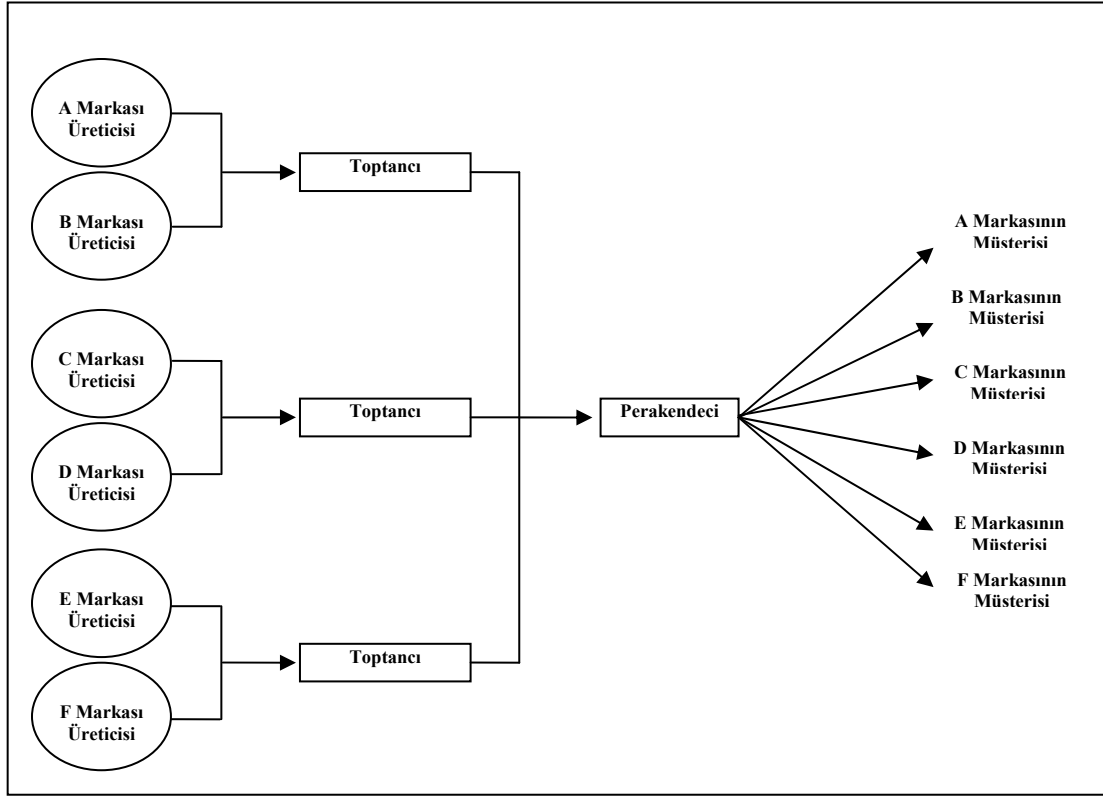 A Markası
Üreticisi
B Markası
Üreticisi
C Markası
Üreticisi
D Markası
Üreticisi
E Markası
Üreticisi
F Markası
Üreticisi
Toptancı
Toptancı
Toptancı
Perakendeci
A Markasının
Müsterisi
B Markasının
Müsterisi
C Markasının
Müsterisi
D Markasının
Müsterisi
E Markasının
Müsterisi
F Markasının
Müsterisi